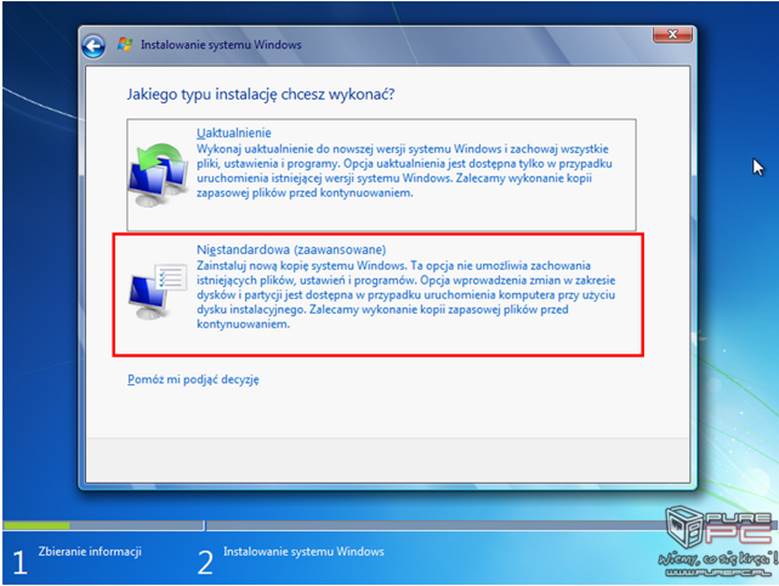 Instalowanie systemu Windows
Jakiego typu instalację chcesz wykonać?
Uaktualnienie
Wykonaj uaktualnienie do nowszej wersji systemu Windows i zachowaj wszystkie
pliki, ustawienia i programy. Opcja uaktualnienia jest dostępna tylko w przypadku
uruchomienia istniejącej wersji systemu Windows. Zalecamy wykonanie kopii
zapasowej plików przed kontynuowaniem.
Niestandardowa (zaawansowane)
Zainstaluj nową kopię systemu Windows. Ta opcja nie umożliwia zachowania
istniejących plików, ustawień i programów. Opcja wprowadzenia zmian w zakresie
dysków i partycji jest dostępna w przypadku uruchomienia komputera przy użyciu
dysku instalacyjnego. Zalecamy wykonanie kopii zapasowej plików przed
kontynuowaniem.
Pomóż mi podjąć decyzję
1 Zbieranie informacji
2 Instalowanie systemu Windows
PURE
PC
Wiemy, co się kręci!
WWW.PUREPC.PL